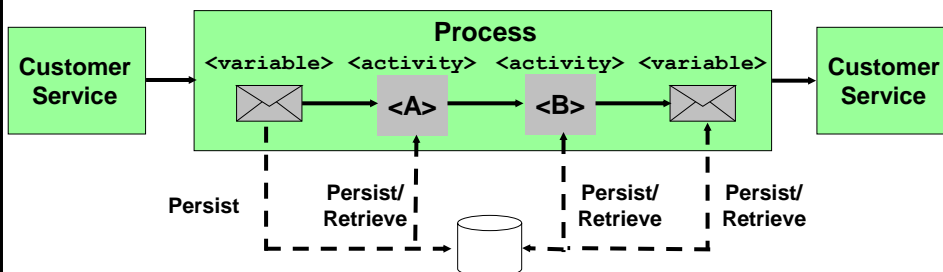 Process
Customer
Service
<variable> <activity> <activity> <variable>
<A>
<B>
Customer
Service
Persist
Persist/
Retrieve
Persist/
Retrieve
Persist/
Retrieve